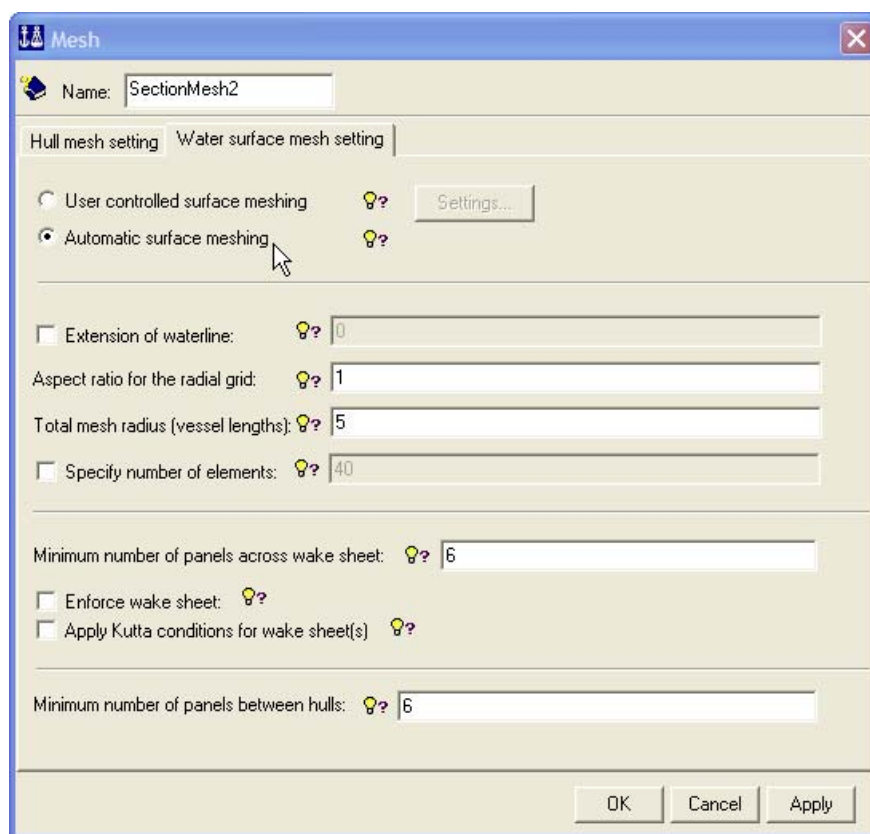 Mesh
Name: SectionMesh2
Hull mesh setting Water surface mesh setting
User controlled surface meshing ? Settings...
Automatic surface meshing ?
Extension of waterline: ? 0
Aspect ratio for the radial grid: ? 1
Total mesh radius (vessel lengths): ? 5
Specify number of elements: ? 40
Minimum number of panels across wake sheet: ? 6
Enforce wake sheet: ?
Apply Kutta conditions for wake sheet(s) ?
Minimum number of panels between hulls: ? 6
OK Cancel Apply